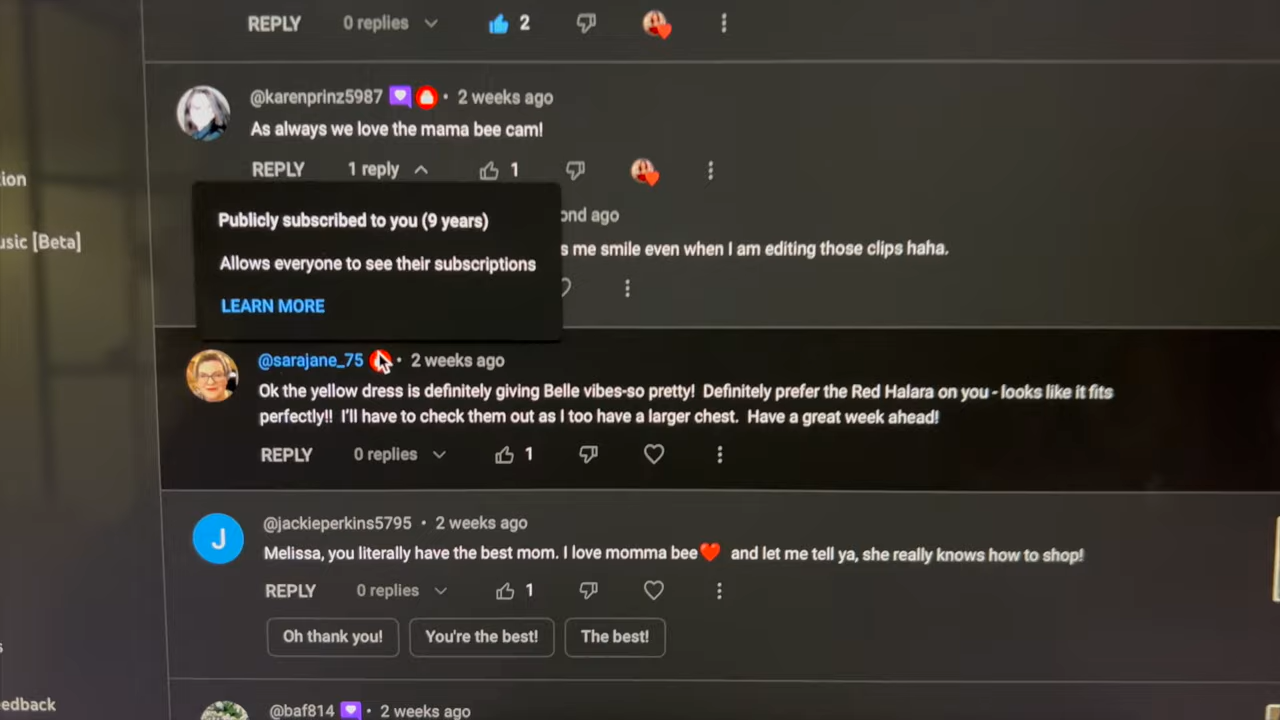 REPLY 0 replies 2
@karenprinz5987 • 2 weeks ago
As always we love the mama bee cam!
REPLY 1 reply 1
ion
Publicly subscribed to you (9 years)
ond ago
usic [Beta]
s me smile even when I am editing those clips haha.
Allows everyone to see their subscriptions
LEARN MORE
@sarajane_75 • 2 weeks ago
Ok the yellow dress is definitely giving Belle vibes-so pretty! Definitely prefer the Red Halara on you - looks like it fits
perfectly!! I'll have to check them out as I too have a larger chest. Have a great week ahead!
REPLY 0 replies 1
J
@jackieperkins5795 • 2 weeks ago
Melissa, you literally have the best mom. I love momma bee❤️ and let me tell ya, she really knows how to shop!
REPLY 0 replies 1
Oh thank you! You're the best! The best!
s
edback
@baf814 • 2 weeks ago